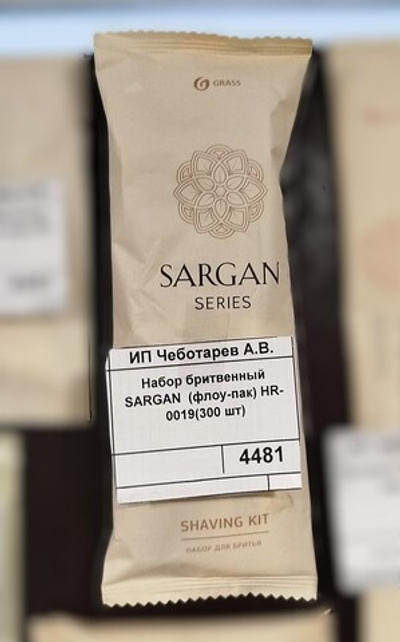 GRASS
SARGAN
SERIES
ИП Чеботарев А.В.
Набор бритвенный
SARGAN (флоу-пак) HR-
0019(300 шт)
4481
SHAVING KIT
НАБОР ДЛЯ БРИТЬЯ